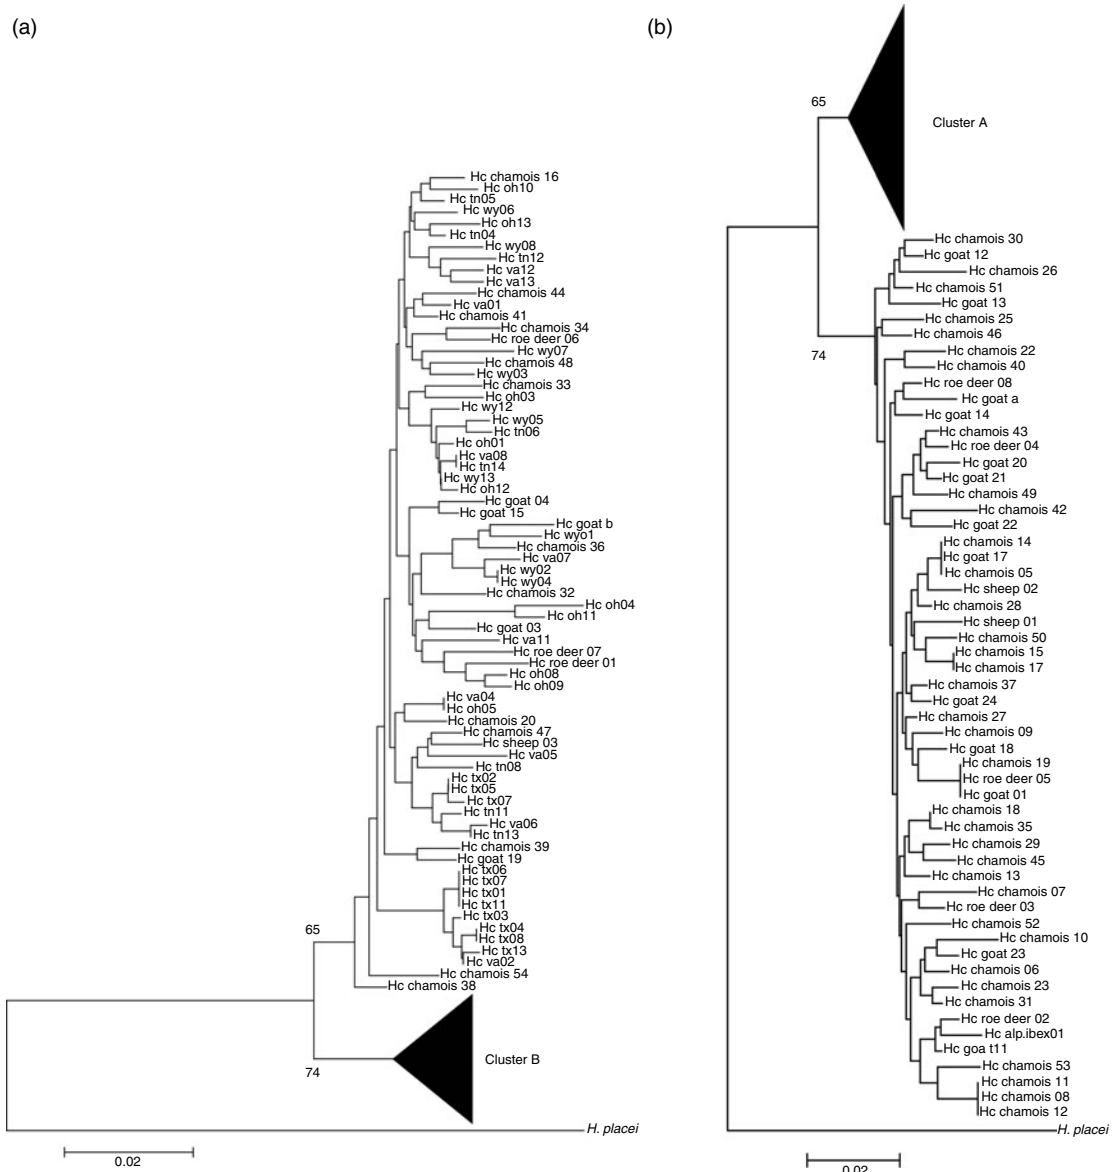 (a)
Hc chamois 16
Hc oh10
Hc tn05
Hc wy06
Hc oh13
Hc tn04
Hc wy08
Hc tn12
Hc va12
Hc va13
Hc chamois 44
Hc va01
Hc chamois 41
Hc chamois 34
Hc roe deer 06
Hc wy07
Hc chamois 48
Hc wy03
Hc chamois 33
Hc oh03
Hc wy12
Hc wy05
Hc tn06
Hc oh01
Hc va08
Hc tn14
Hc wy13
Hc oh12
Hc goat 04
Hc goat 15
Hc goat b
Hc wyo1
Hc chamois 36
Hc va07
Hc wy02
Hc wy04
Hc chamois 32
Hc oh04
Hc oh11
Hc goat 03
Hc va11
Hc roe deer 07
Hc roe deer 01
Hc oh08
Hc oh09
Hc va04
Hc oh05
Hc chamois 20
Hc chamois 47
Hc sheep 03
Hc va05
Hc tn08
Hc tx02
Hc tx05
Hc tx07
Hc tn11
Hc va06
Hc tn13
Hc chamois 39
Hc goat 19
Hc tx06
Hc tx07
Hc tx01
Hc tx11
Hc tx03
Hc tx04
Hc tx08
Hc tx13
Hc va02
Hc chamois 54
Hc chamois 38
65
74
Cluster B
H. placei
0.02
(b)
65
Cluster A
74
Hc chamois 30
Hc goat 12
Hc chamois 26
Hc chamois 51
Hc goat 13
Hc chamois 25
Hc chamois 46
Hc chamois 22
Hc chamois 40
Hc roe deer 08
Hc goat a
Hc goat 14
Hc chamois 43
Hc roe deer 04
Hc goat 20
Hc goat 21
Hc chamois 49
Hc chamois 42
Hc goat 22
Hc chamois 14
Hc goat 17
Hc chamois 05
Hc sheep 02
Hc chamois 28
Hc sheep 01
Hc chamois 50
Hc chamois 15
Hc chamois 17
Hc chamois 37
Hc goat 24
Hc chamois 27
Hc chamois 09
Hc goat 18
Hc chamois 19
Hc roe deer 05
Hc goat 01
Hc chamois 18
Hc chamois 35
Hc chamois 29
Hc chamois 45
Hc chamois 13
Hc chamois 07
Hc roe deer 03
Hc chamois 52
Hc chamois 10
Hc goat 23
Hc chamois 06
Hc chamois 23
Hc chamois 31
Hc roe deer 02
Hc alp.ibex01
Hc goa t11
Hc chamois 53
Hc chamois 11
Hc chamois 08
Hc chamois 12
H. placei
0.02